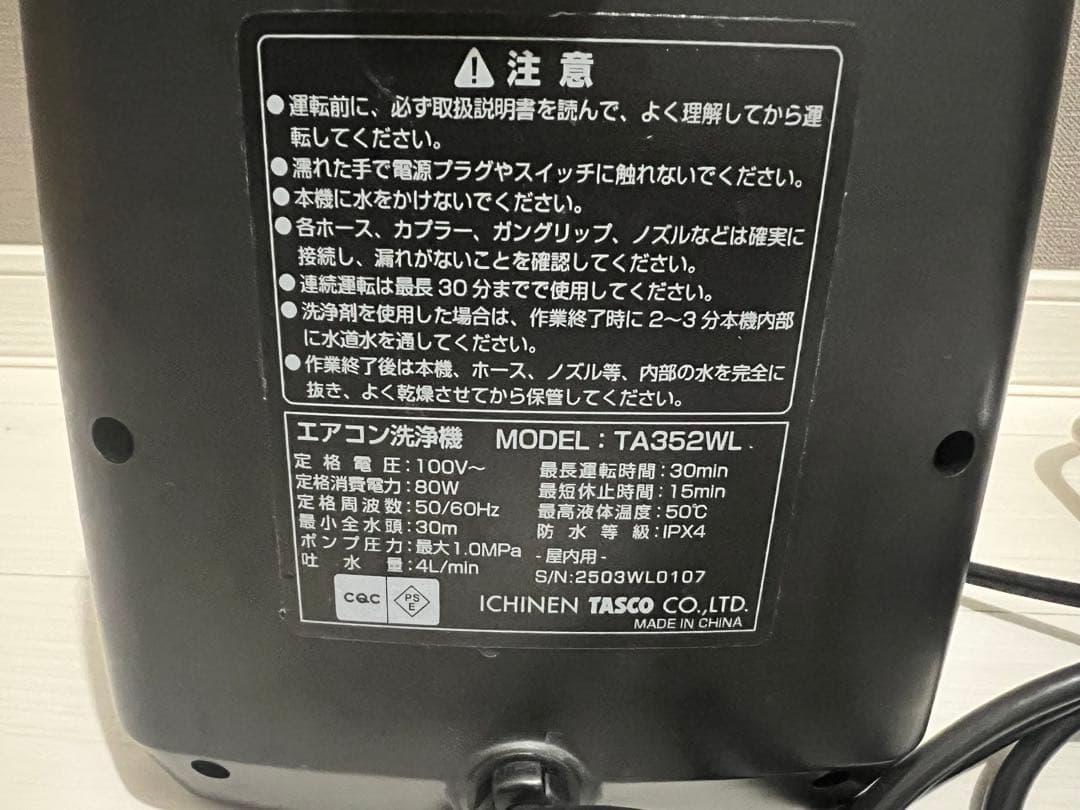 注意
●運転前に、必ず取扱説明書を読んで、よく理解してから運
転してください。
●濡れた手で電源プラグやスイッチに触れないでください。
●本機に水をかけないでください。
●各ホース、カプラー、ガングリップ、ノズルなどは確実に
接続し、漏れがないことを確認してください。
●連続運転は最長30分までで使用してください。
●洗浄剤を使用した場合は、作業終了時に2〜3分本機内部
に水道水を通してください。
●作業終了後は本機、ホース、ノズル等、内部の水を完全に
抜き、よく乾燥させてから保管してください。
エアコン洗浄機 MODEL:TA352WL
定格電圧:100V〜
定格消費電力:80W
定格周波数:50/60Hz
最小全水頭:30m
ポンプ圧力:最大1.0MPa
吐水量:4L/min
最長運転時間:30min
最短休止時間:15min
最高液体温度:50℃
防水等級:IPX4
-屋内用-
S/N:2503WL0107
CQC
PS
E
ICHINEN TASCO CO.,LTD.
MADE IN CHINA